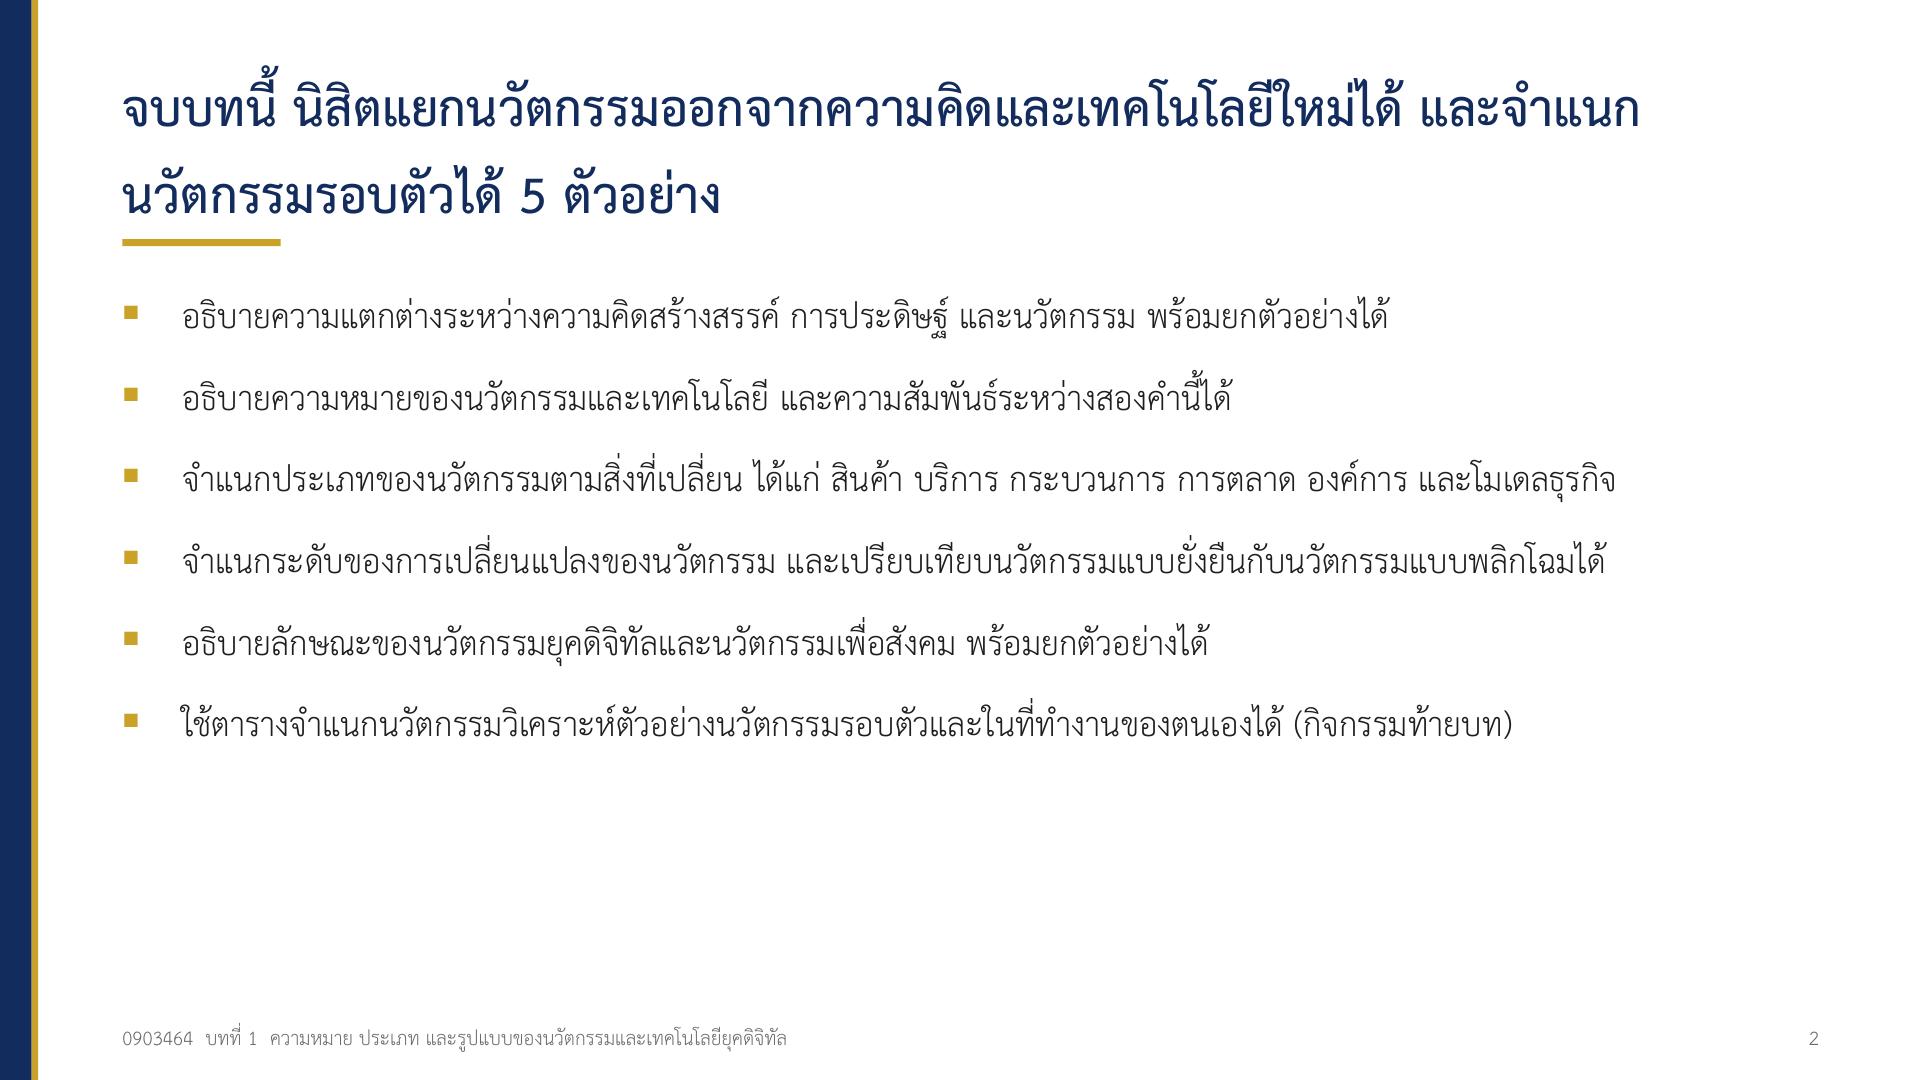 จบบทนี้ นิสิตแยกนวัตกรรมออกจากความคิดและเทคโนโลยีใหม่ได้ และจำแนก
นวัตกรรมรอบตัวได้ 5 ตัวอย่าง
อธิบายความแตกต่างระหว่างความคิดสร้างสรรค์ การประดิษฐ์ และนวัตกรรม พร้อมยกตัวอย่างได้
อธิบายความหมายของนวัตกรรมและเทคโนโลยี และความสัมพันธ์ระหว่างสองคำนี้ได้
จำแนกประเภทของนวัตกรรมตามสิ่งที่เปลี่ยน ได้แก่ สินค้า บริการ กระบวนการ การตลาด องค์การ และโมเดลธุรกิจ
จำแนกระดับของการเปลี่ยนแปลงของนวัตกรรม และเปรียบเทียบนวัตกรรมแบบยั่งยืนกับนวัตกรรมแบบพลิกโฉมได้
อธิบายลักษณะของนวัตกรรมยุคดิจิทัลและนวัตกรรมเพื่อสังคม พร้อมยกตัวอย่างได้
ใช้ตารางจำแนกนวัตกรรมวิเคราะห์ตัวอย่างนวัตกรรมรอบตัวและในที่ทำงานของตนเองได้ (กิจกรรมท้ายบท)
0903464 บทที่ 1 ความหมาย ประเภท และรูปแบบของนวัตกรรมและเทคโนโลยียุคดิจิทัล
2